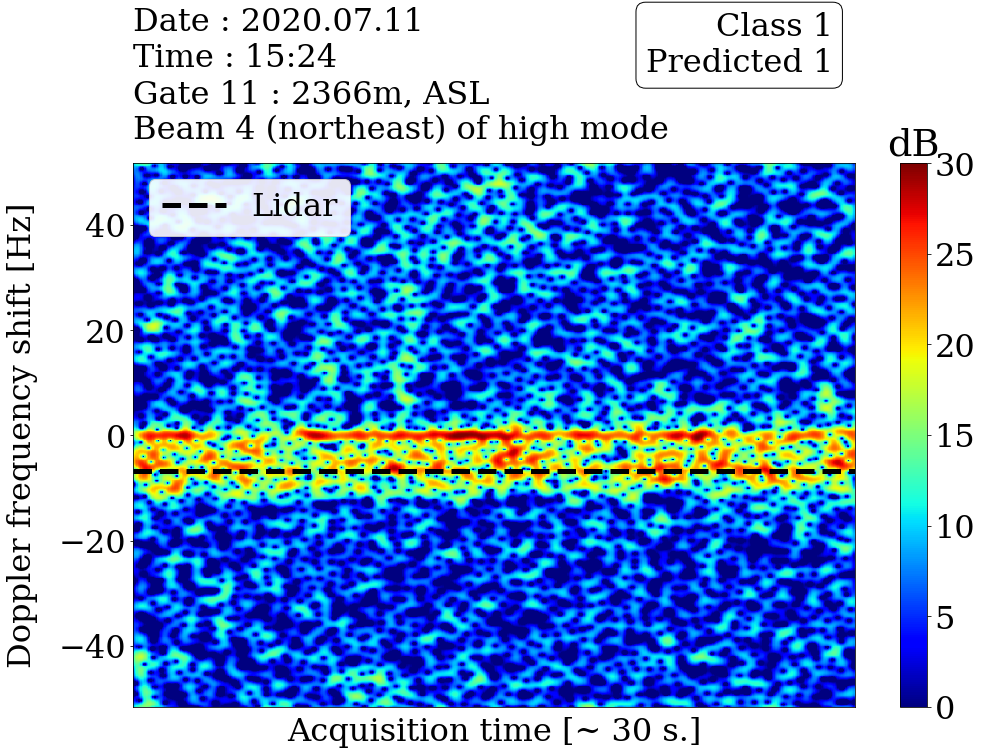 Date : 2020.07.11
Time : 15:24
Gate 11 : 2366m, ASL
Beam 4 (northeast) of high mode
Class 1
Predicted 1
dB
Lidar
Doppler frequency shift [Hz]
40
20
0
−20
−40
30
25
20
15
10
5
0
Acquisition time [~ 30 s.]